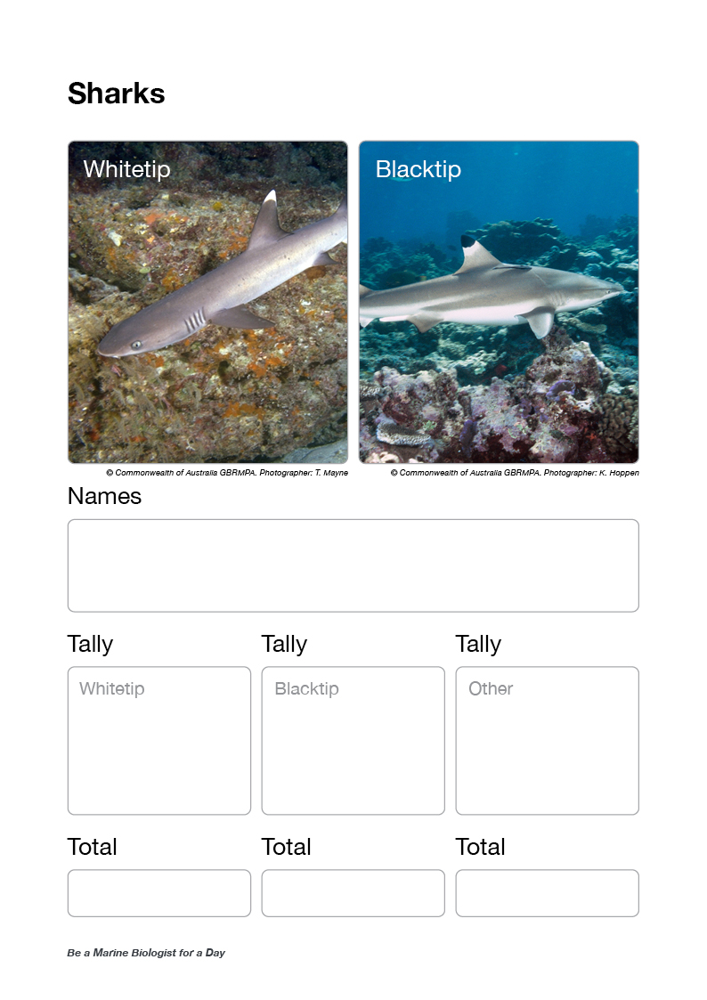 Sharks
Whitetip
Blacktip
© Commonwealth of Australia GBRMPA. Photographer: T. Mayne
© Commonwealth of Australia GBRMPA. Photographer: K. Hoppen
Names
Tally
Tally
Tally
Whitetip
Blacktip
Other
Total
Total
Total
Be a Marine Biologist for a Day